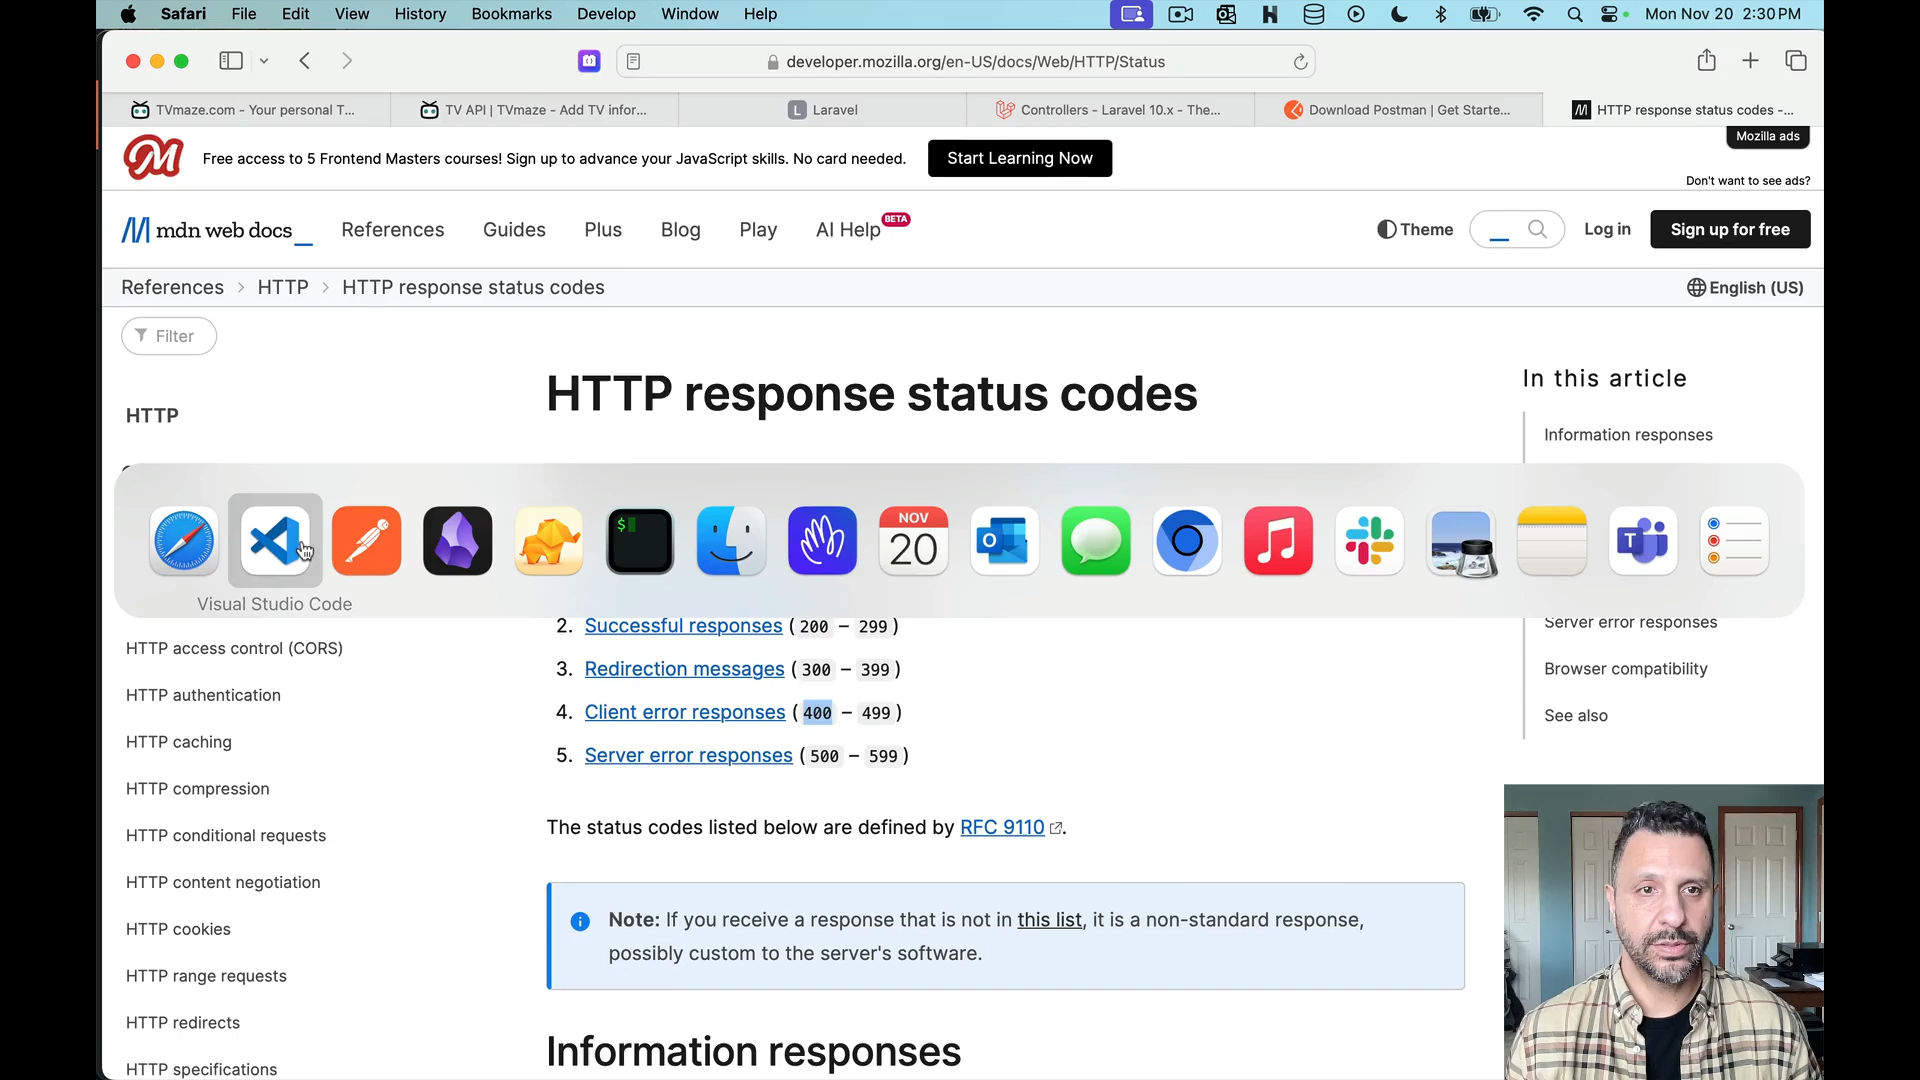 Safari File Edit View History Bookmarks Develop Window Help Mon Nov 20 2:30 PM
developer.mozilla.org/en-US/docs/Web/HTTP/Status
TVmaze.com - Your personal T...
TV API | TVmaze - Add TV infor...
L Laravel
Controllers - Laravel 10.x - The...
Download Postman | Get Starte...
HTTP response status codes -...
Mozilla ads
Free access to 5 Frontend Masters courses! Sign up to advance your JavaScript skills. No card needed.
Start Learning Now
Don't want to see ads?
mdn web docs_
References Guides Plus Blog Play AI Help BETA
Theme
Log in
Sign up for free
References > HTTP > HTTP response status codes
English (US)
Filter
HTTP response status codes
In this article
HTTP
Information responses
NOV
20
Visual Studio Code
2. Successful responses (200 – 299)
Server error responses
HTTP access control (CORS)
3. Redirection messages (300 – 399)
Browser compatibility
HTTP authentication
4. Client error responses (400 – 499)
See also
HTTP caching
5. Server error responses (500 – 599)
HTTP compression
The status codes listed below are defined by RFC 9110.
HTTP conditional requests
HTTP content negotiation
Note: If you receive a response that is not in this list, it is a non-standard response,
possibly custom to the server's software.
HTTP cookies
HTTP range requests
HTTP redirects
Information responses
HTTP specifications